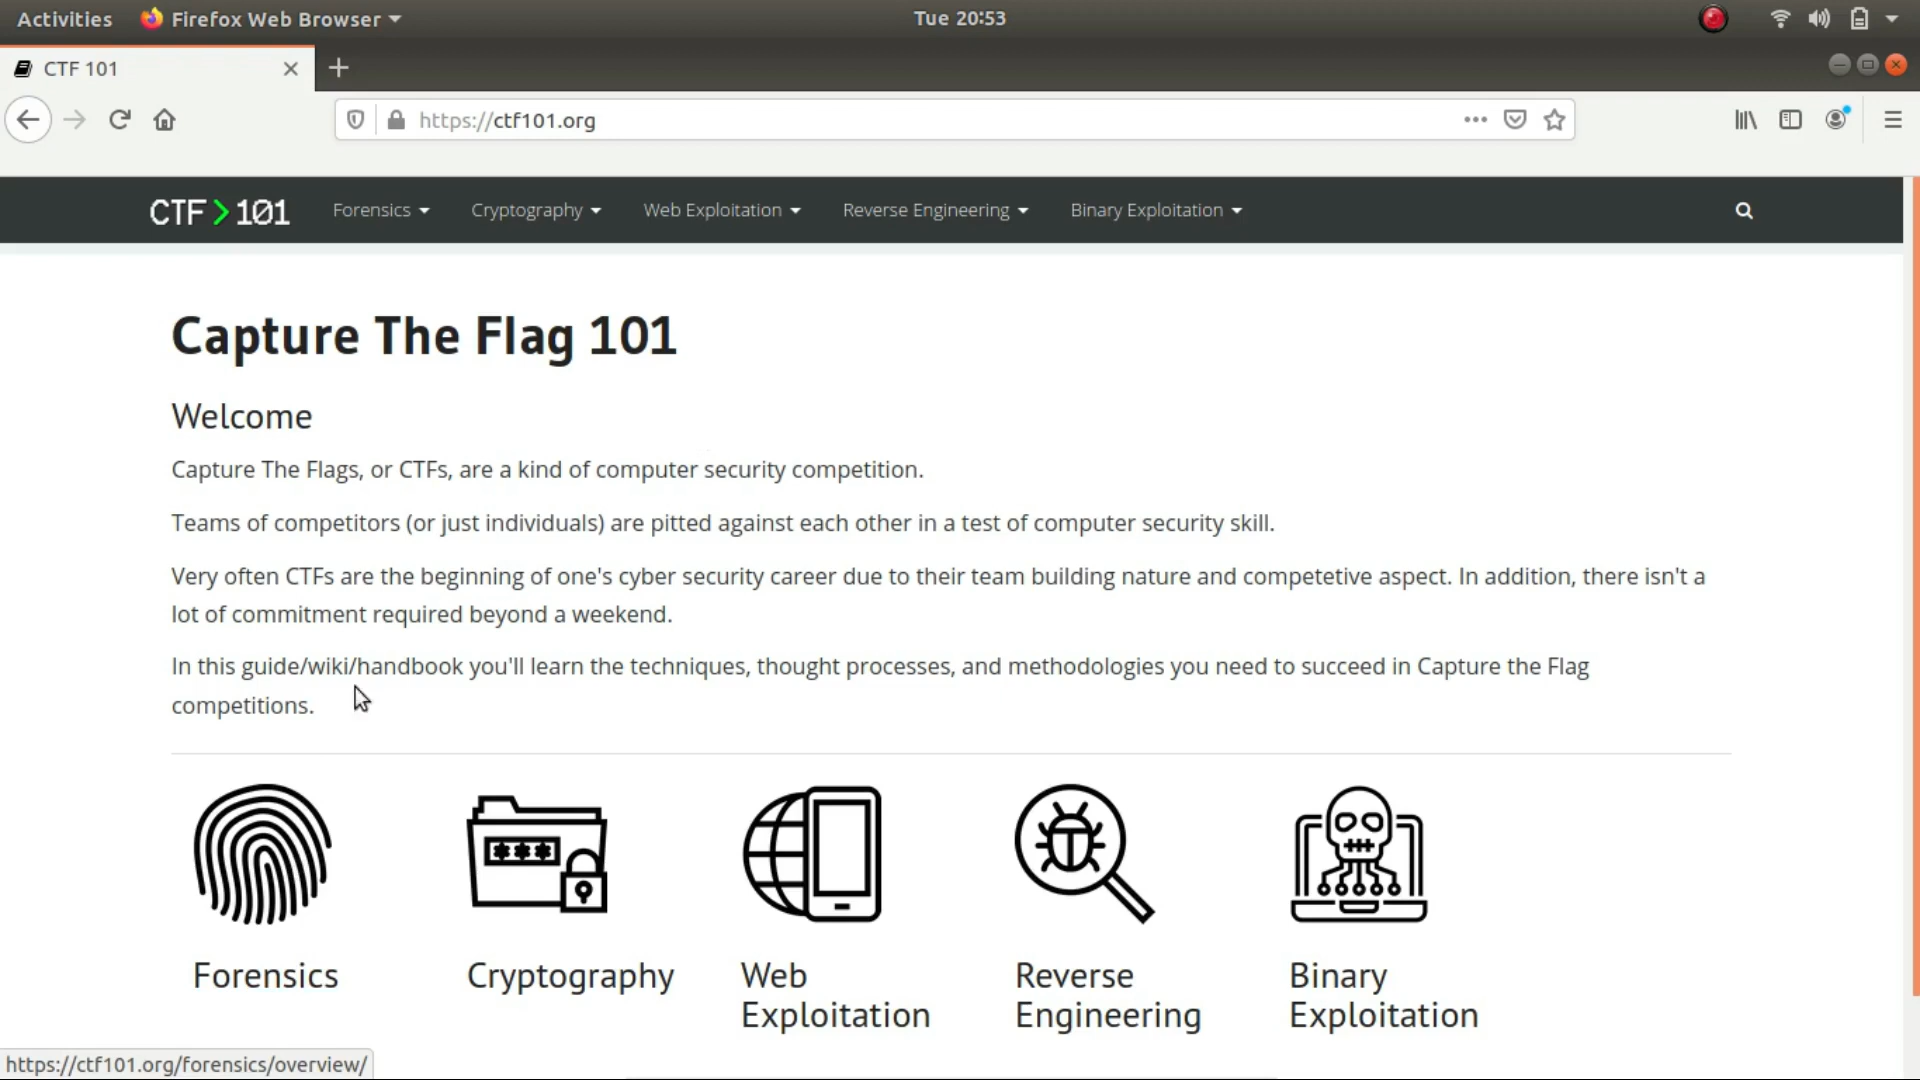 Activities Firefox Web Browser Tue 20:53
CTF 101
https://ctf101.org
CTF>101 Forensics Cryptography Web Exploitation Reverse Engineering Binary Exploitation
Capture The Flag 101
Welcome
Capture The Flags, or CTFs, are a kind of computer security competition.
Teams of competitors (or just individuals) are pitted against each other in a test of computer security skill.
Very often CTFs are the beginning of one's cyber security career due to their team building nature and competetive aspect. In addition, there isn't a
lot of commitment required beyond a weekend.
In this guide/wiki/handbook you'll learn the techniques, thought processes, and methodologies you need to succeed in Capture the Flag
competitions.
***
Forensics Cryptography Web Reverse Binary
Exploitation Engineering Exploitation
https://ctf101.org/forensics/overview/